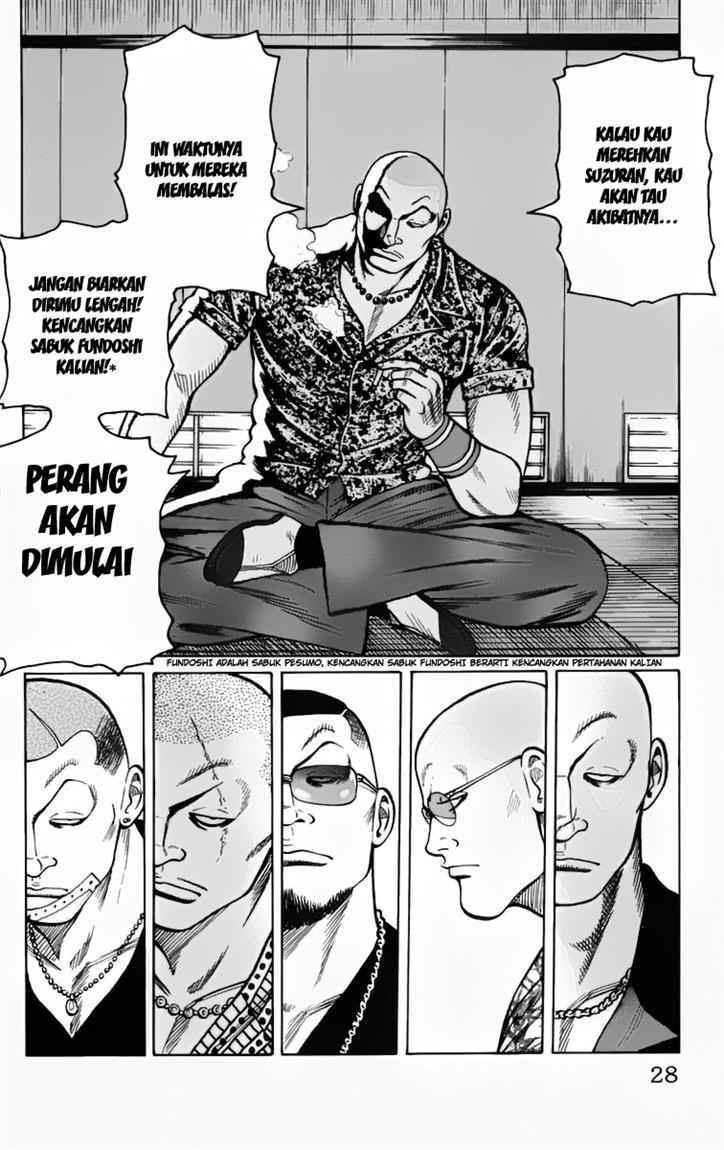 KALAU KAU
MEREHKAN
SUZURAN, KAU
AKAN TAU
AKIBATNYA...
INI WAKTUNYA
UNTUK MEREKA
MEMBALAS!
JANGAN BIARKAN
DIRIMU LENGAH!
KENCANGKAN
SABUK FUNDOSHI
KALIAN!*
PERANG
AKAN
DIMULAI
FUNDOSHI ADALAH SABUK PESUMO, KENCANGKAN SABUK FUNDOSHI BERARTI KENCANGKAN PERTAHANAN KALIAN
28